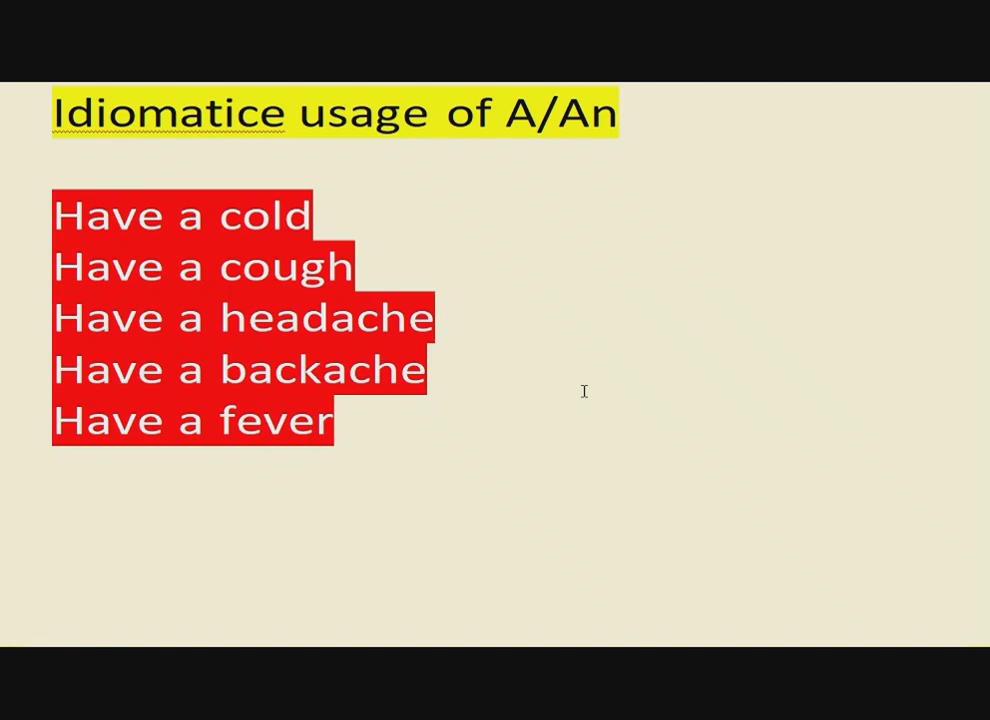 Idiomatice usage of A/An
Have a cold
Have a cough
Have a headache
Have a backache
Have a fever